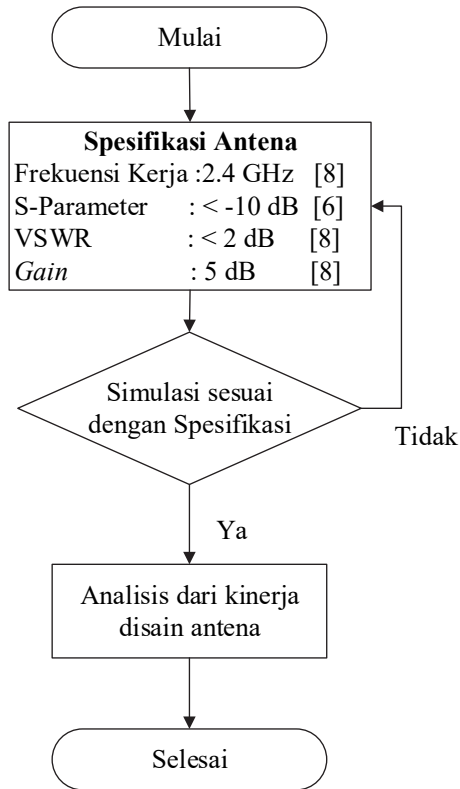 Mulai
Spesifikasi Antena
Frekuensi Kerja :2.4 GHz [8]
S-Parameter : < -10 dB [6]
VSWR : < 2 dB [8]
Gain : 5 dB [8]
Simulasi sesuai
dengan Spesifikasi
Tidak
Ya
Analisis dari kinerja
disain antena
Selesai